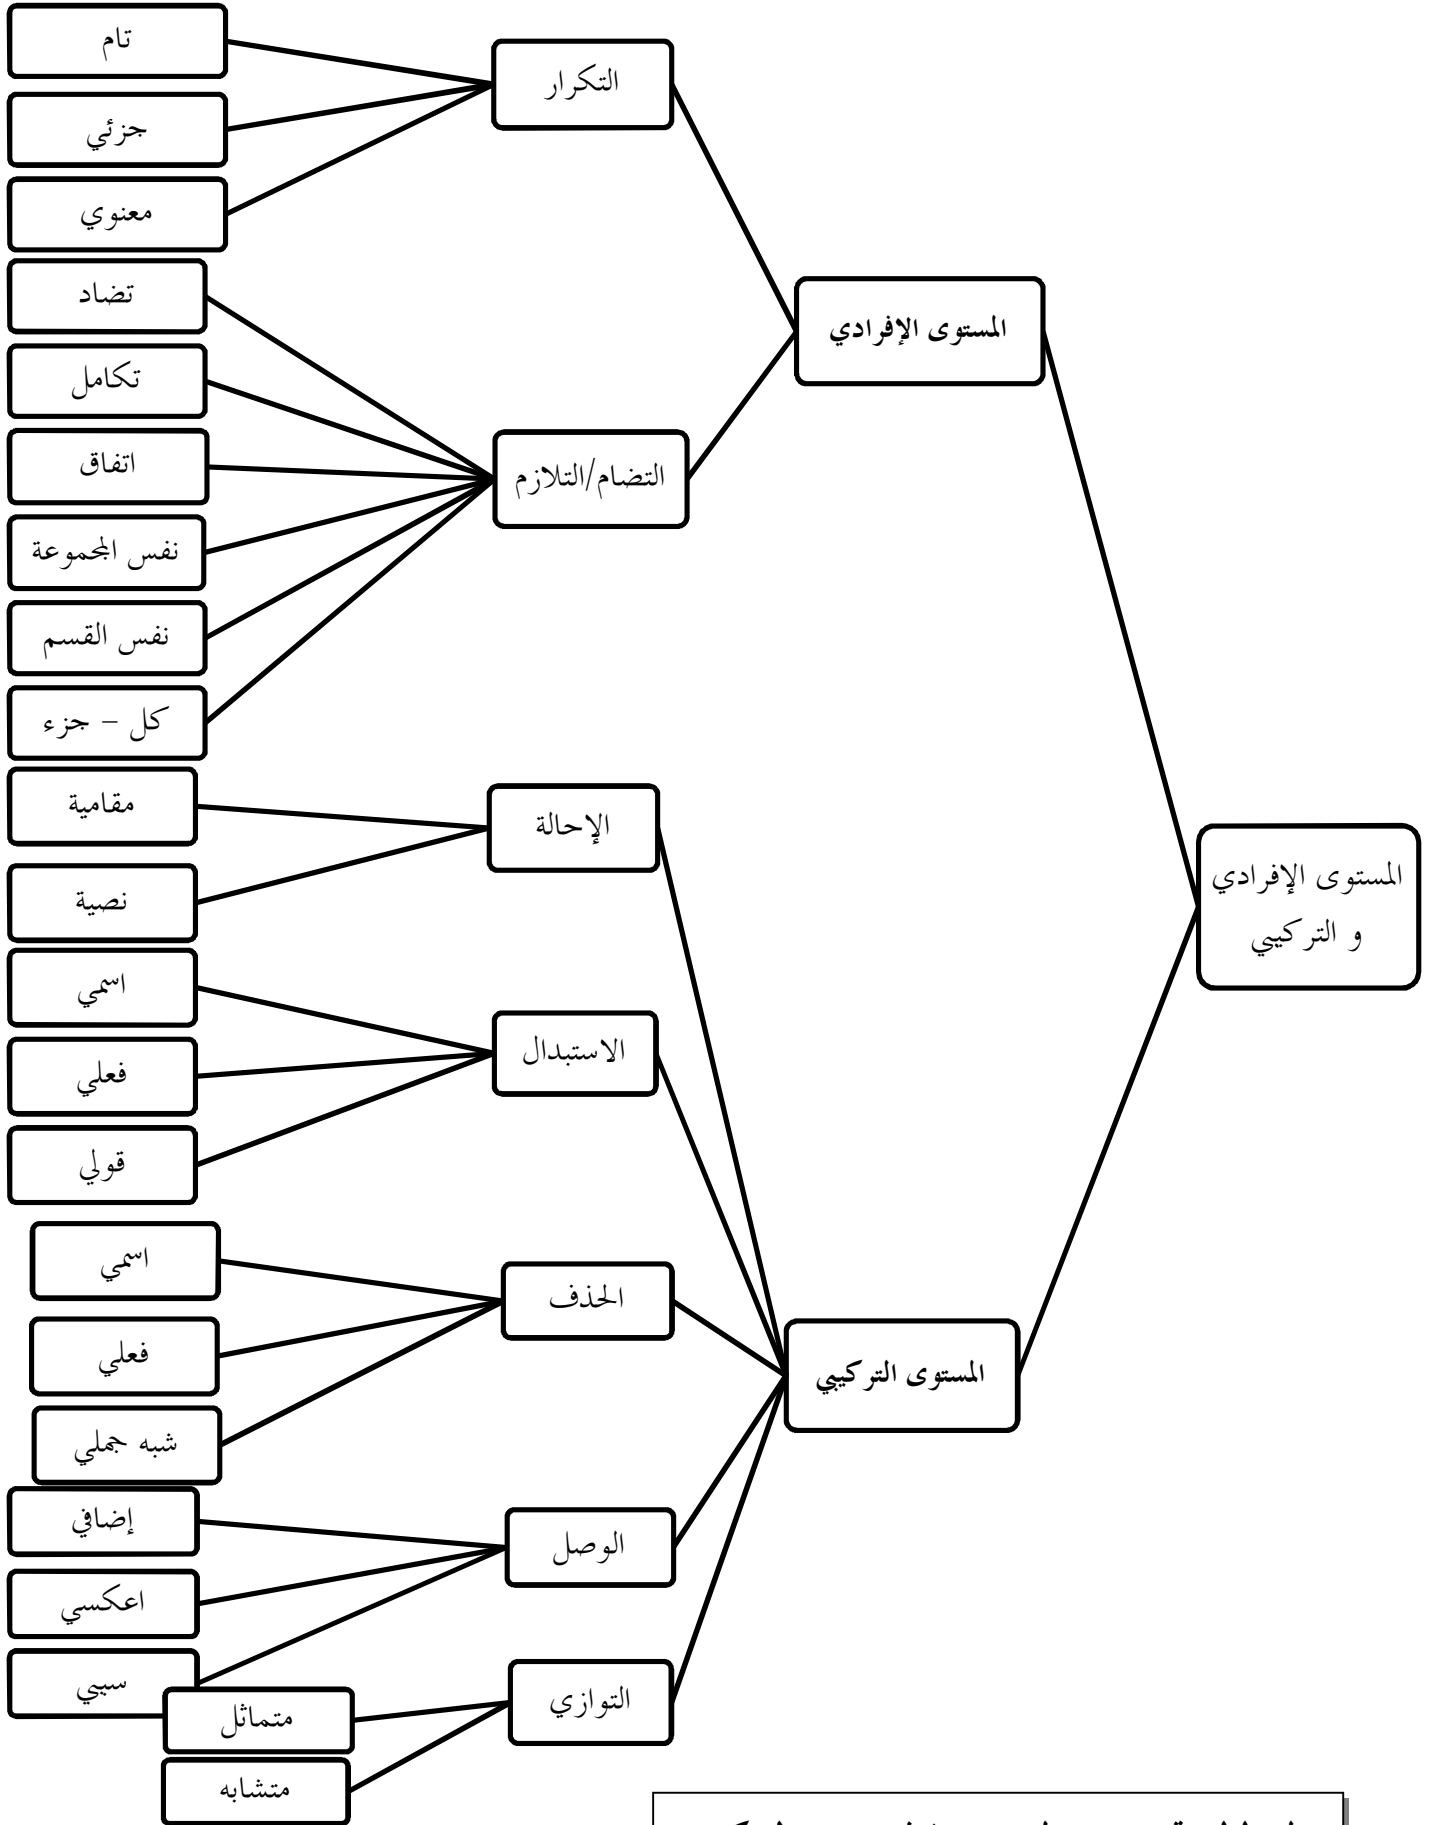 المستوى الإفرادي
و التركيبي
المستوى الإفرادي
التكرار
تام
جزئي
معنوي
التضام/التلازم
تضاد
تكامل
اتفاق
نفس المجموعة
نفس القسم
كل – جزء
المستوى التركيبي
الإحالة
مقامية
نصية
الاستبدال
اسمي
فعلي
قولي
الحذف
اسمي
فعلي
شبه جملي
الوصل
إضافي
اعكسي
سببي
التوازي
متماثل
متشابه